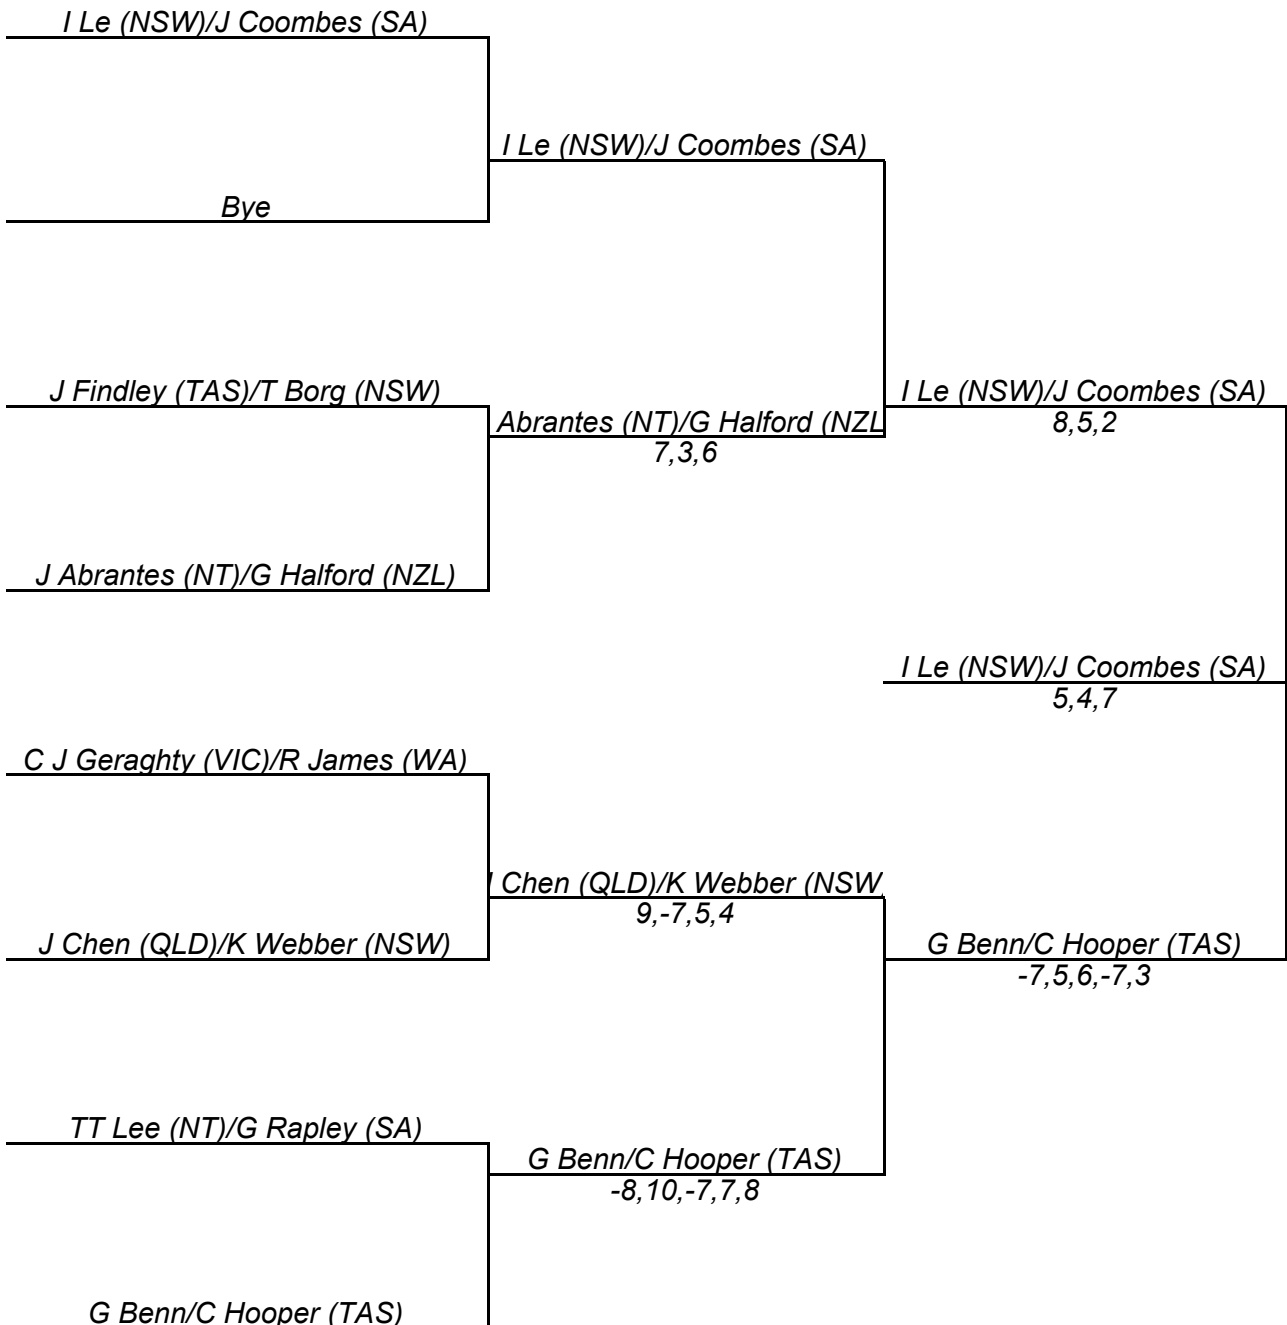 I Le (NSW)/J Coombes (SA)
I Le (NSW)/J Coombes (SA)
Bye
J Findley (TAS)/T Borg (NSW)
I Le (NSW)/J Coombes (SA)
Abrantes (NT)/G Halford (NZL
8,5,2
7,3,6
J Abrantes (NT)/G Halford (NZL)
I Le (NSW)/J Coombes (SA)
5,4,7
C J Geraghty (VIC)/R James (WA)
Chen (QLD)/K Webber (NSW
9,-7,5,4
J Chen (QLD)/K Webber (NSW)
G Benn/C Hooper (TAS)
-7,5,6,-7,3
TT Lee (NT)/G Rapley (SA)
G Benn/C Hooper (TAS)
-8,10,-7,7,8
G Benn/C Hooper (TAS)